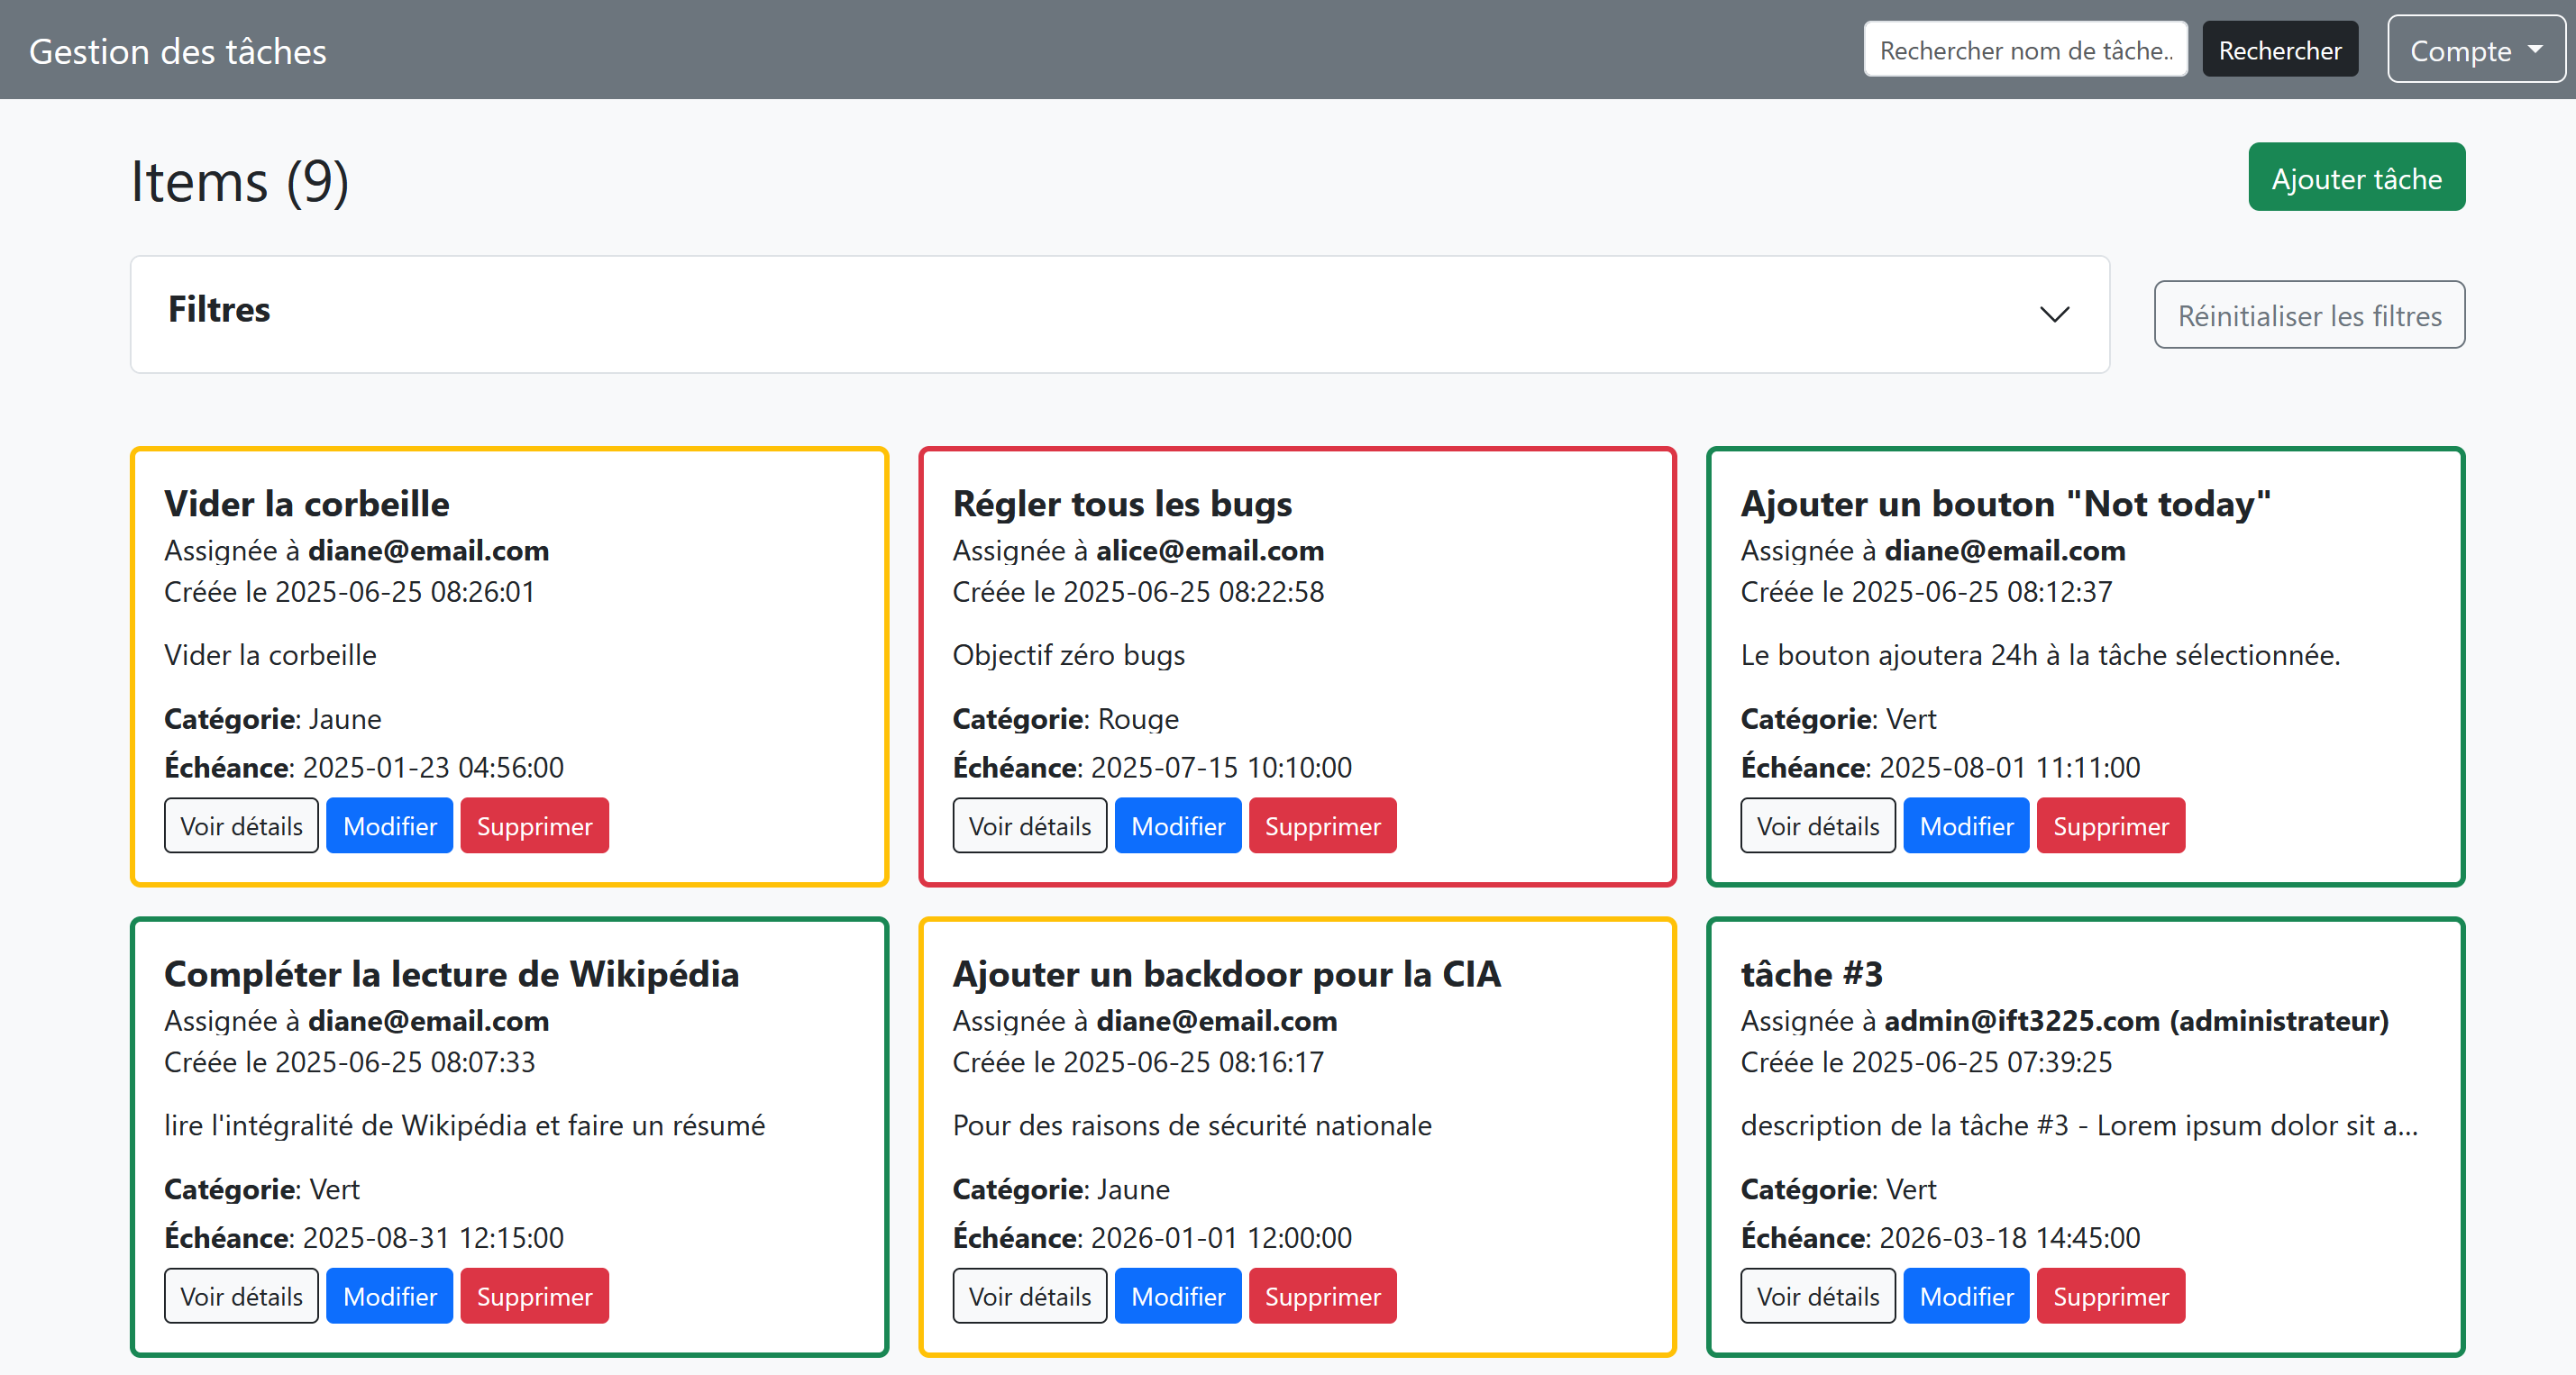 Gestion des tâches
Rechercher nom de tâche..
Rechercher
Compte
Items (9)
Ajouter tâche
Filtres
Réinitialiser les filtres
Vider la corbeille
Assignée à diane@email.com
Créée le 2025-06-25 08:26:01
Vider la corbeille
Catégorie: Jaune
Échéance: 2025-01-23 04:56:00
Voir détails Modifier Supprimer
Régler tous les bugs
Assignée à alice@email.com
Créée le 2025-06-25 08:22:58
Objectif zéro bugs
Catégorie: Rouge
Échéance: 2025-07-15 10:10:00
Voir détails Modifier Supprimer
Ajouter un bouton "Not today"
Assignée à diane@email.com
Créée le 2025-06-25 08:12:37
Le bouton ajoutera 24h à la tâche sélectionnée.
Catégorie: Vert
Échéance: 2025-08-01 11:11:00
Voir détails Modifier Supprimer
Compléter la lecture de Wikipédia
Assignée à diane@email.com
Créée le 2025-06-25 08:07:33
lire l'intégralité de Wikipédia et faire un résumé
Catégorie: Vert
Échéance: 2025-08-31 12:15:00
Voir détails Modifier Supprimer
Ajouter un backdoor pour la CIA
Assignée à diane@email.com
Créée le 2025-06-25 08:16:17
Pour des raisons de sécurité nationale
Catégorie: Jaune
Échéance: 2026-01-01 12:00:00
Voir détails Modifier Supprimer
tâche #3
Assignée à admin@ift3225.com (administrateur)
Créée le 2025-06-25 07:39:25
description de la tâche #3 - Lorem ipsum dolor sit a...
Catégorie: Vert
Échéance: 2026-03-18 14:45:00
Voir détails Modifier Supprimer